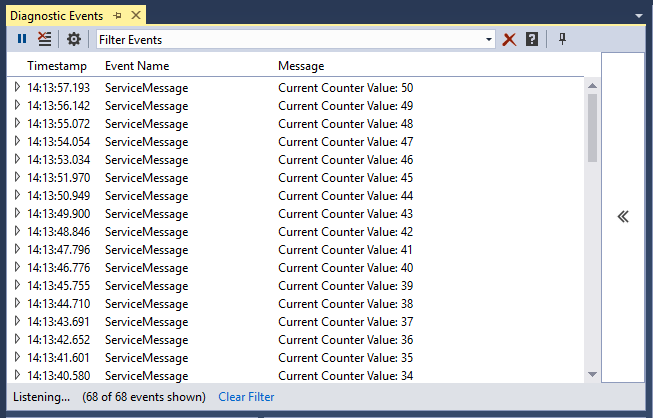 Diagnostic Events
Filter Events
Timestamp Event Name Message
14:13:57.193 ServiceMessage Current Counter Value: 50
14:13:56.142 ServiceMessage Current Counter Value: 49
14:13:55.072 ServiceMessage Current Counter Value: 48
14:13:54.054 ServiceMessage Current Counter Value: 47
14:13:53.034 ServiceMessage Current Counter Value: 46
14:13:51.970 ServiceMessage Current Counter Value: 45
14:13:50.949 ServiceMessage Current Counter Value: 44
14:13:49.900 ServiceMessage Current Counter Value: 43
14:13:48.846 ServiceMessage Current Counter Value: 42
14:13:47.796 ServiceMessage Current Counter Value: 41
14:13:46.776 ServiceMessage Current Counter Value: 40
14:13:45.755 ServiceMessage Current Counter Value: 39
14:13:44.710 ServiceMessage Current Counter Value: 38
14:13:43.691 ServiceMessage Current Counter Value: 37
14:13:42.652 ServiceMessage Current Counter Value: 36
14:13:41.601 ServiceMessage Current Counter Value: 35
14:13:40.580 ServiceMessage Current Counter Value: 34
Listening... (68 of 68 events shown) Clear Filter